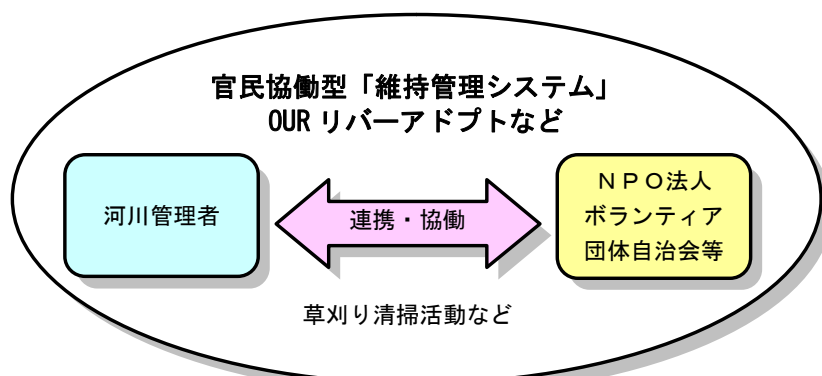 官民協働型「維持管理システム」
OUR リバーアドプトなど
河川管理者
連携・協働
ＮＰＯ法人
ボランティア
団体自治会等
草刈り清掃活動など